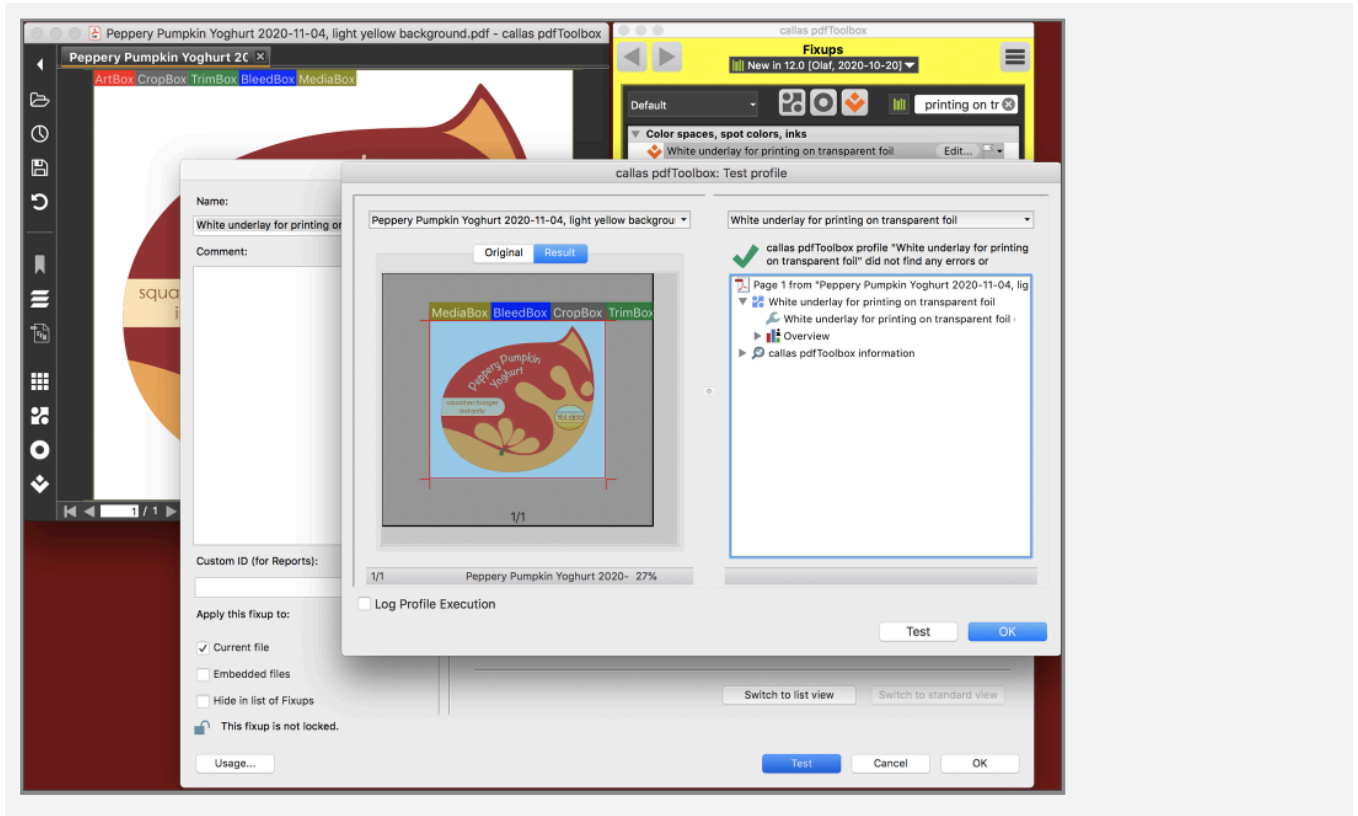 Peppery Pumpkin Yoghurt 2020-11-04, light yellow background.pdf - callas pdfToolbox
Peppery Pumpkin Yoghurt 2( ×
ArtBox CropBox TrimBox BleedBox MediaBox
squa
i
1 / 1
callas pdfToolbox
Fixups
New in 12.0 [Olaf, 2020-10-20]
Default
printing on tr
Color spaces, spot colors, inks
White underlay for printing on transparent foil Edit...
Name:
White underlay for printing or
Comment:
Custom ID (for Reports):
Apply this fixup to:
Current file
Embedded files
Hide in list of Fixups
This fixup is not locked.
Usage...
Switch to list view Switch to standard view
Test Cancel OK
callas pdfToolbox: Test profile
Peppery Pumpkin Yoghurt 2020-11-04, light yellow backgrou
Original Result
MediaBox BleedBox CropBox TrimBox
Peppery Pumpkin
Yoghurt
squashes hunger
instantly
1/1
1/1 Peppery Pumpkin Yoghurt 2020- 27%
Log Profile Execution
White underlay for printing on transparent foil
callas pdfToolbox profile "White underlay for printing
on transparent foil" did not find any errors or
Page 1 from "Peppery Pumpkin Yoghurt 2020-11-04, lig
White underlay for printing on transparent foil
White underlay for printing on transparent foil
Overview
callas pdfToolbox information
Test OK